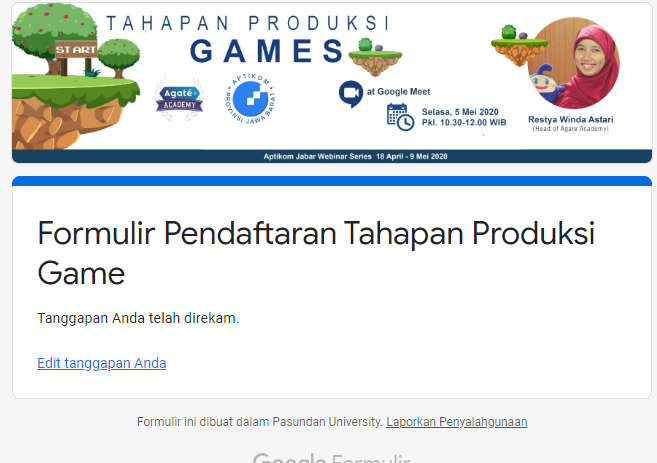 TAHAPAN PRODUKSI
GAMES
START
Agate
ACADEMY
APTIKOM
PROVINSI JAWA BARAT
at Google Meet
Selasa, 5 Mei 2020
Pkl. 10.30-12.00 WIB
Restya Winda Astari
(Head of Agate Academy)
Aptikom Jabar Webinar Series 18 April - 9 Mei 2020
Formulir Pendaftaran Tahapan Produksi
Game
Tanggapan Anda telah direkam.
Edit tanggapan Anda
Formulir ini dibuat dalam Pasundan University. Laporkan Penyalahgunaan
Google Formulir